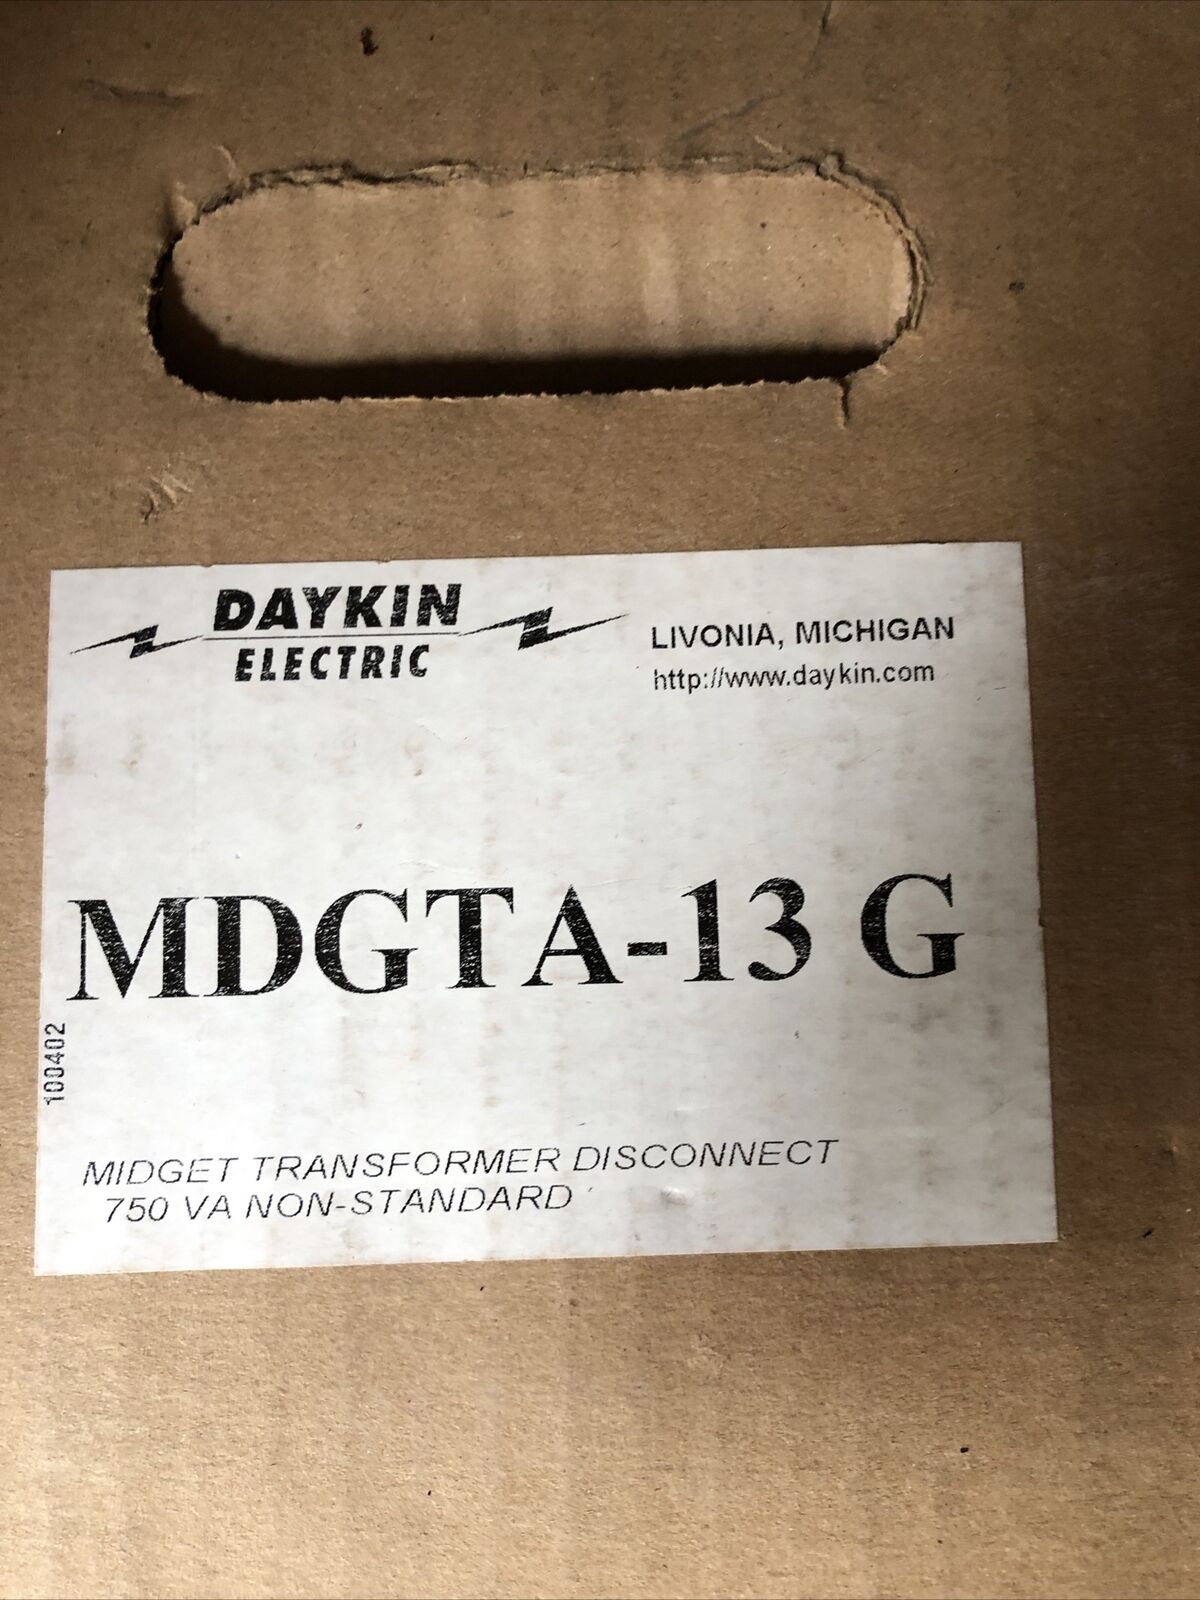 DAYKIN
ELECTRIC
LIVONIA, MICHIGAN
http://www.daykin.com
MDGTA-13 G
100402
MIDGET TRANSFORMER DISCONNECT
750 VA NON-STANDARD